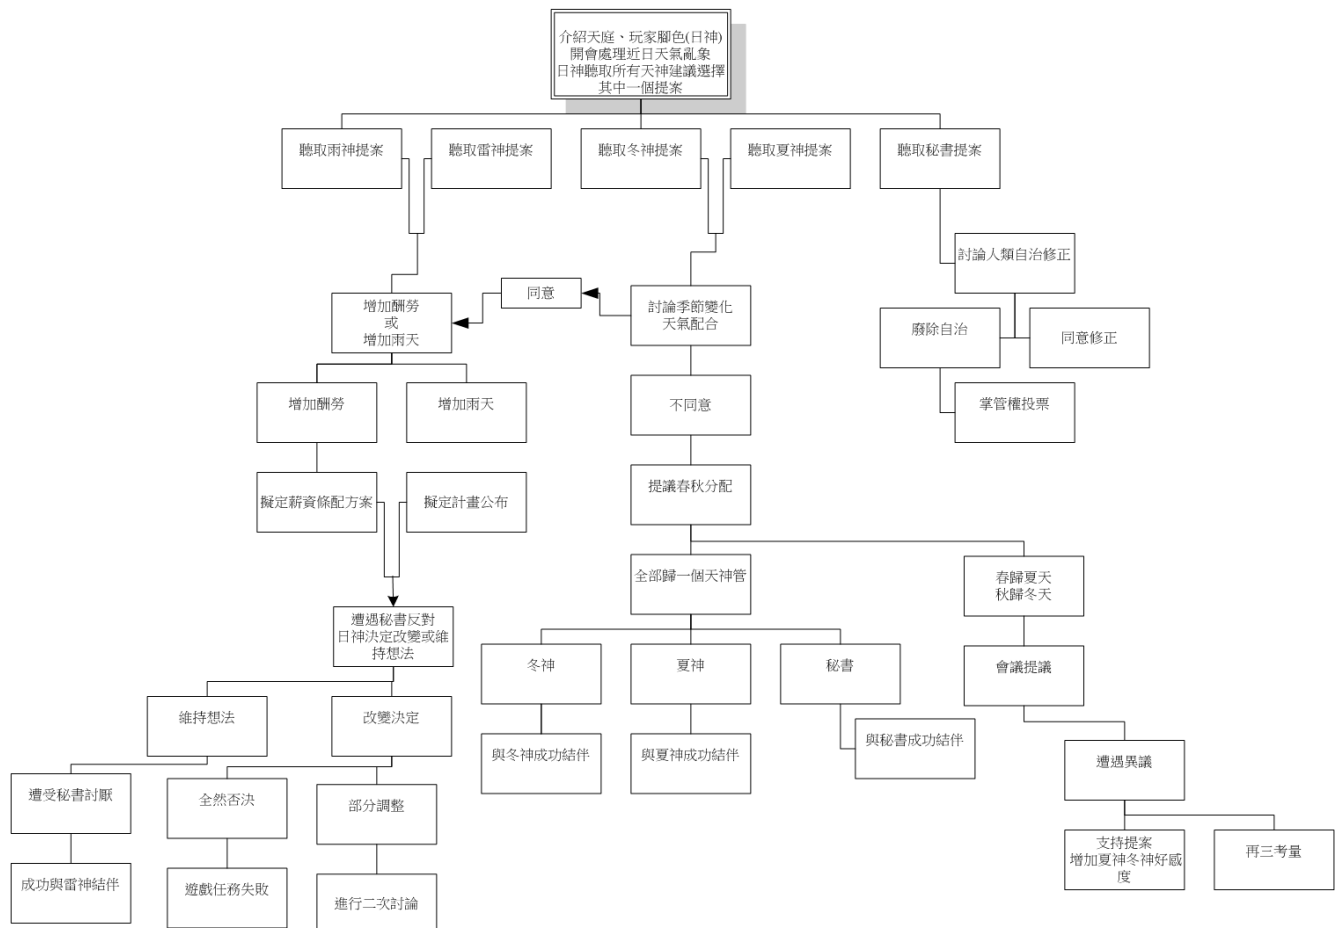 介紹天庭、玩家腳色(日神)
開會處理近日天氣亂象
日神聽取所有天神建議選擇
其中一個提案
聽取雨神提案
聽取雷神提案
聽取冬神提案
聽取夏神提案
聽取秘書提案
討論人類自治修正
同意
增加酬勞
或
增加雨天
討論季節變化
天氣配合
廢除自治
同意修正
增加酬勞
增加雨天
不同意
掌管權投票
擬定薪資條配方案
擬定計畫公布
提議春秋分配
全部歸一個天神管
春歸夏天
秋歸冬天
遭遇秘書反對
日神決定改變或維
持想法
冬神
夏神
秘書
會議提議
維持想法
改變決定
與冬神成功結伴
與夏神成功結伴
與秘書成功結伴
遭遇異議
遭受秘書討厭
全然否決
部分調整
支持提案
增加夏神冬神好感
度
再三考量
成功與雷神結伴
遊戲任務失敗
進行二次討論